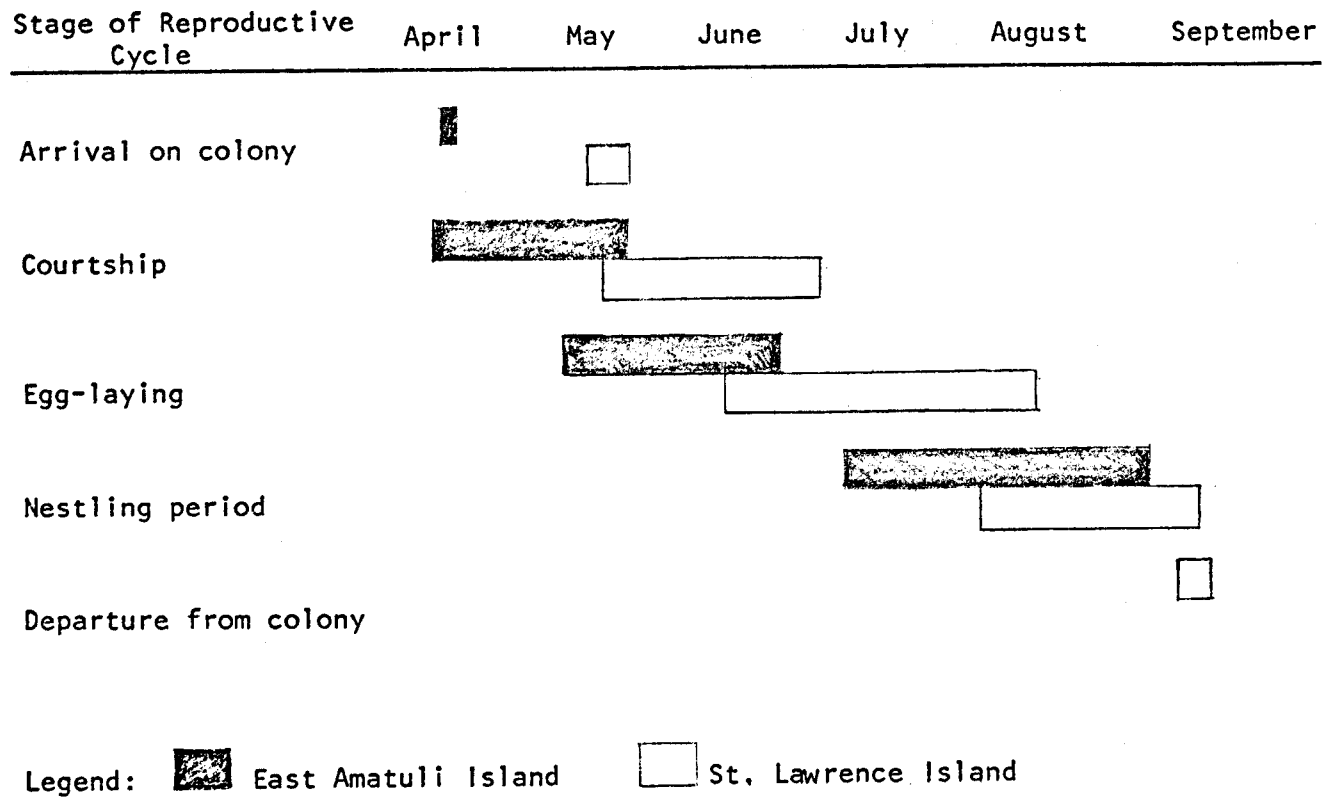 Stage of Reproductive Cycle April May June July August September
Arrival on colony
Courtship
Egg-laying
Nestling period
Departure from colony
Legend: East Amatuli Island St. Lawrence Island